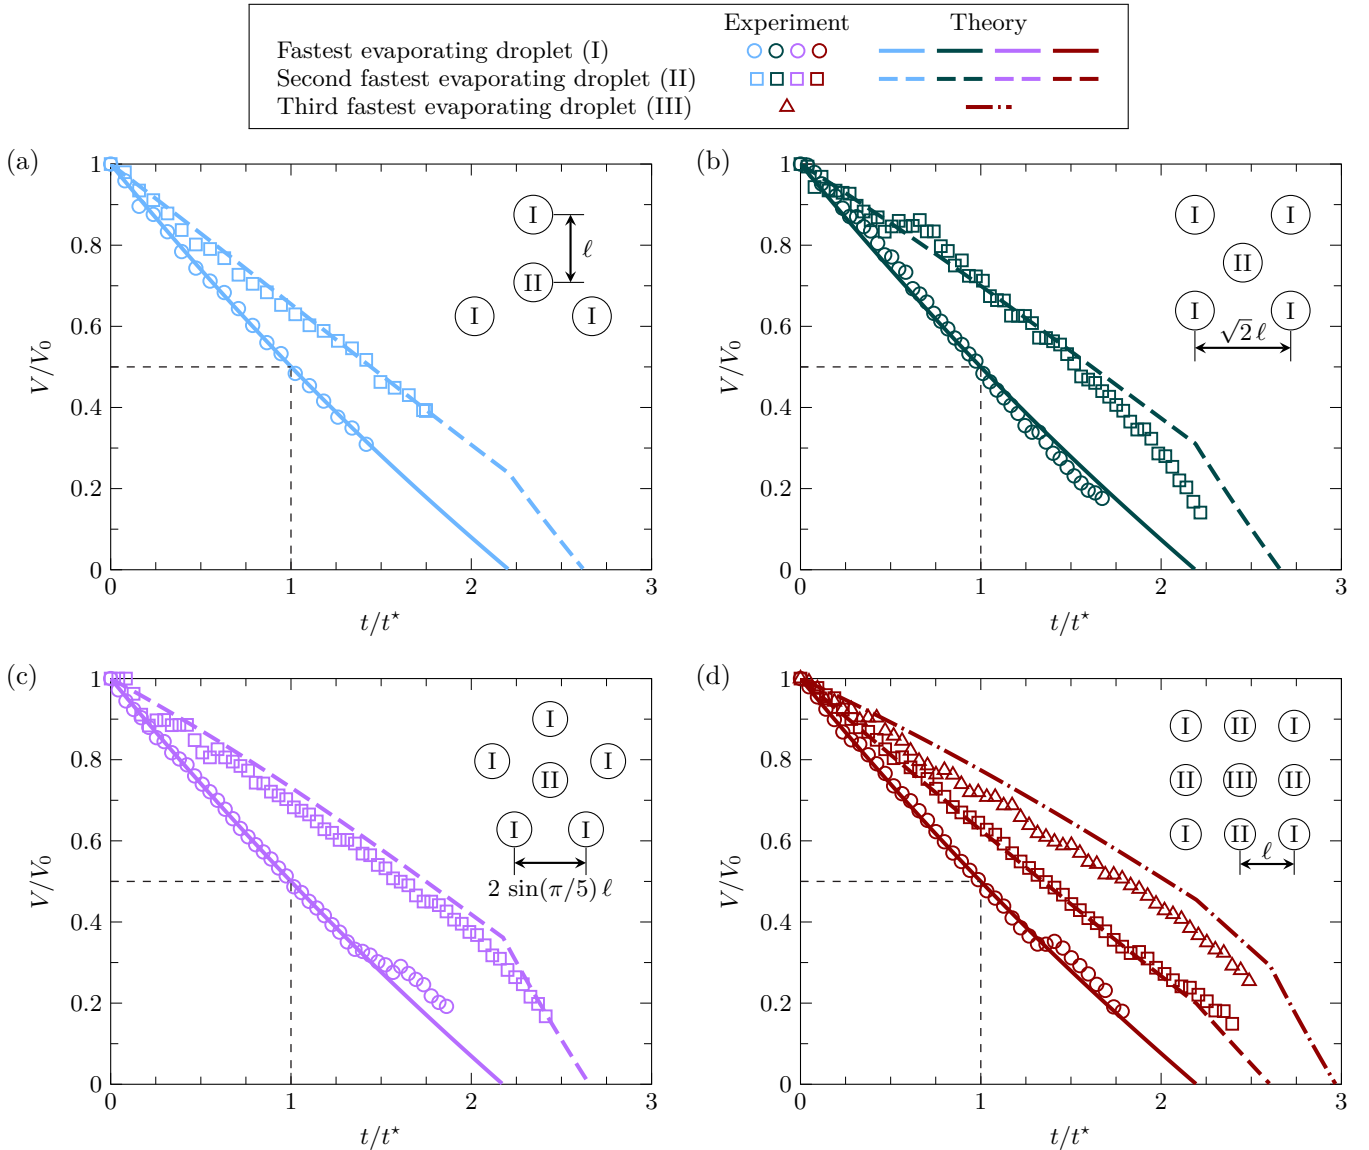 Experiment Theory
Fastest evaporating droplet (I)
Second fastest evaporating droplet (II)
Third fastest evaporating droplet (III)
(a)
1
0.8
0.6
0.4
0.2
0
V/V₀
0 1 2 3
t/t⋆
I
ℓ
II
I I
(b)
1
0.8
0.6
0.4
0.2
0
V/V₀
0 1 2 3
t/t⋆
I I
II
I I
√2 ℓ
(c)
1
0.8
0.6
0.4
0.2
0
V/V₀
0 1 2 3
t/t⋆
I
I I
II
I I
2 sin(π/5) ℓ
(d)
1
0.8
0.6
0.4
0.2
0
V/V₀
0 1 2 3
t/t⋆
I II I
II III II
I II I
ℓ